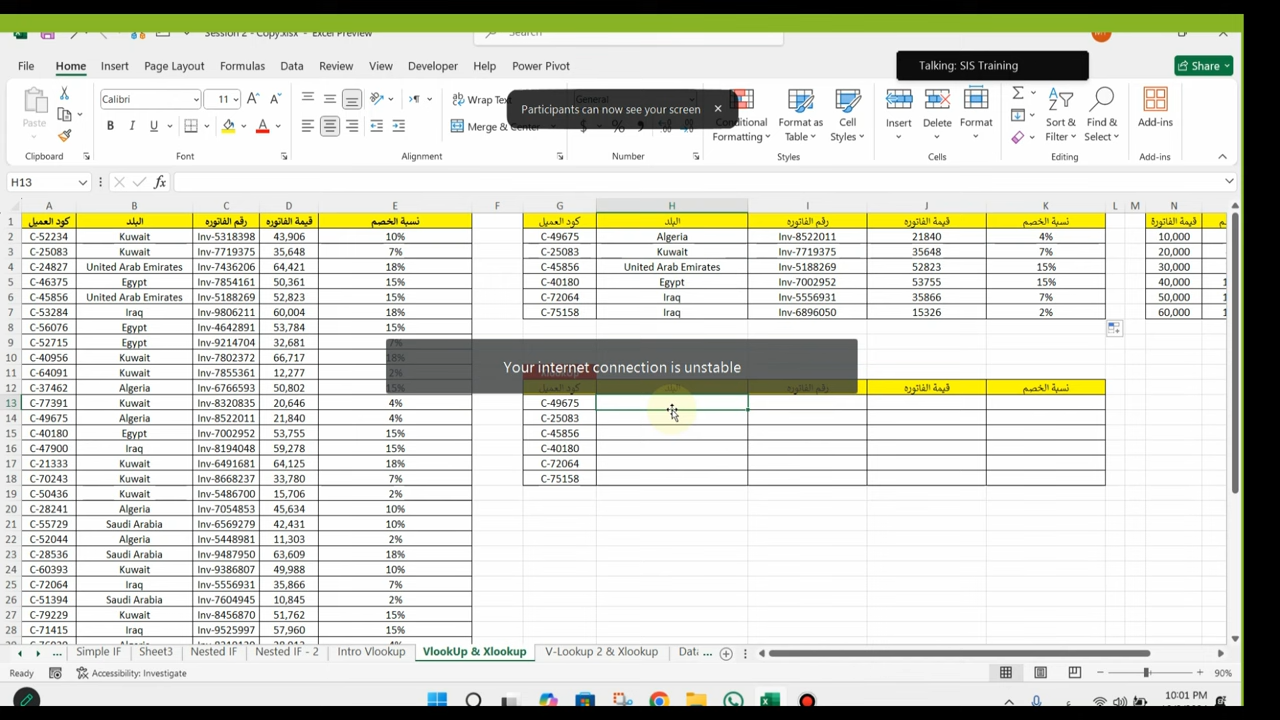 Session 2 - Copy.xlsx - Excel Preview
Search
File Home Insert Page Layout Formulas Data Review View Developer Help Power Pivot
Talking: SIS Training
Share
Participants can now see your screen
Paste
Calibri 11
Wrap Text
General
Merge & Center
Conditional Formatting
Format as Table
Cell Styles
Insert Delete Format
Sort & Filter
Find & Select
Add-ins
Clipboard Font Alignment Number Styles Cells Editing Add-ins
H13 fx
A B C D E F G H I J K L M N
1 كود العميل البلد رقم الفاتوره قيمة الفاتوره نسبة الخصم كود العميل البلد رقم الفاتوره قيمة الفاتوره نسبة الخصم قيمة الفاتوره
2 C-52234 Kuwait Inv-5318398 43,906 10% C-49675 Algeria Inv-8522011 21840 4% 10,000
3 C-25083 Kuwait Inv-7719375 35,648 7% C-25083 Kuwait Inv-7719375 35648 7% 20,000
4 C-24827 United Arab Emirates Inv-7436206 64,421 18% C-45856 United Arab Emirates Inv-5188269 52823 15% 30,000
5 C-46375 Egypt Inv-7854161 50,361 15% C-40180 Egypt Inv-7002952 53755 15% 40,000
6 C-45856 United Arab Emirates Inv-5188269 52,823 15% C-72064 Iraq Inv-5556931 35866 7% 50,000
7 C-53284 Iraq Inv-9806211 60,004 18% C-75158 Iraq Inv-6896050 15326 2% 60,000
8 C-56076 Egypt Inv-4642891 53,784 15%
9 C-52715 Egypt Inv-9214704 32,681 7%
10 C-40956 Kuwait Inv-7802372 66,717 18%
Your internet connection is unstable
11 C-64091 Kuwait Inv-7855361 12,277 2%
12 C-37462 Algeria Inv-6766593 50,802 15% كود العميل البلد رقم الفاتوره قيمة الفاتوره نسبة الخصم
13 C-77391 Kuwait Inv-8320835 20,646 4% C-49675
14 C-49675 Algeria Inv-8522011 21,840 4% C-25083
15 C-40180 Egypt Inv-7002952 53,755 15% C-45856
16 C-47900 Iraq Inv-8194048 59,278 15% C-40180
17 C-21333 Kuwait Inv-6491681 64,125 18% C-72064
18 C-70243 Kuwait Inv-8668237 33,780 7% C-75158
19 C-50436 Kuwait Inv-5486700 15,706 2%
20 C-28241 Algeria Inv-7054853 45,634 10%
21 C-55729 Saudi Arabia Inv-6569279 42,431 10%
22 C-52044 Algeria Inv-5448981 11,303 2%
23 C-28536 Saudi Arabia Inv-9487950 63,609 18%
24 C-60393 Kuwait Inv-9386807 49,988 10%
25 C-72064 Iraq Inv-5556931 35,866 7%
26 C-51394 Saudi Arabia Inv-7604945 10,845 2%
27 C-79229 Kuwait Inv-8456870 51,762 15%
28 C-71415 Iraq Inv-9525997 57,960 15%
... Simple IF Sheet3 Nested IF Nested IF - 2 Intro Vlookup VlookUp & Xlookup V-Lookup 2 & Xlookup Data ...
Ready Accessibility: Investigate 90%
10:01 PM